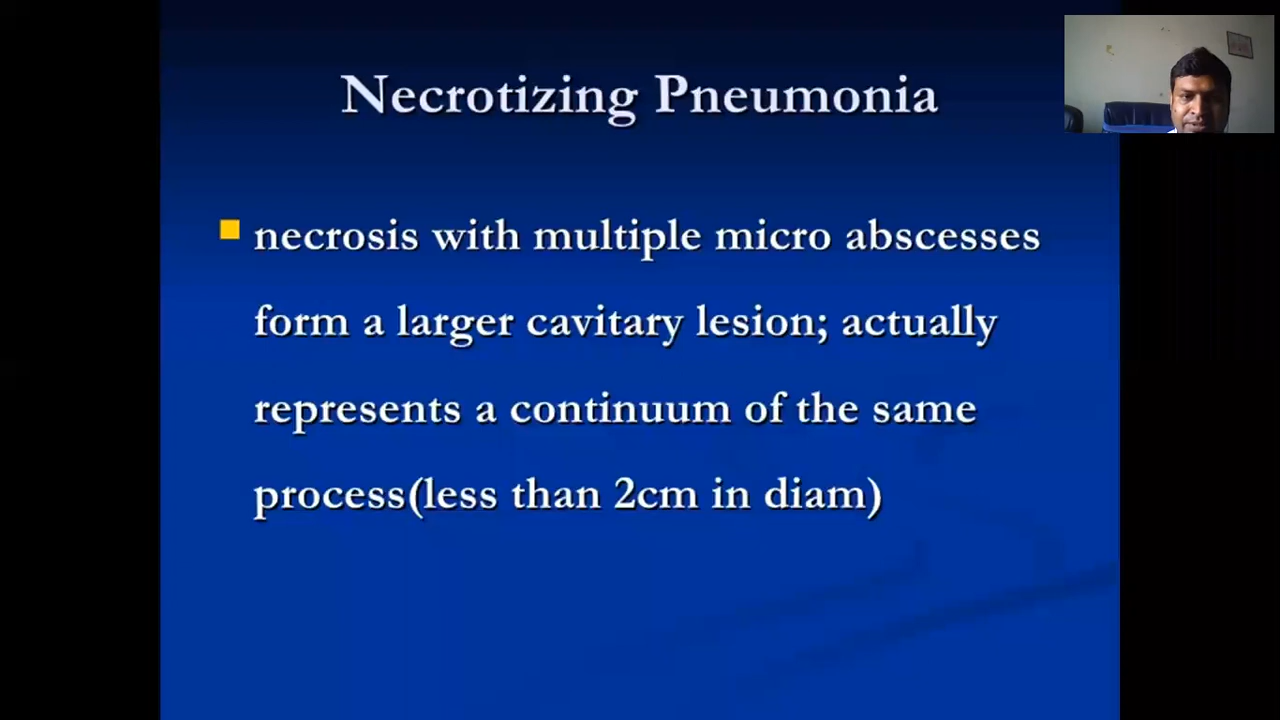 Necrotizing Pneumonia
necrosis with multiple micro abscesses
form a larger cavitary lesion; actually
represents a continuum of the same
process(less than 2cm in diam)